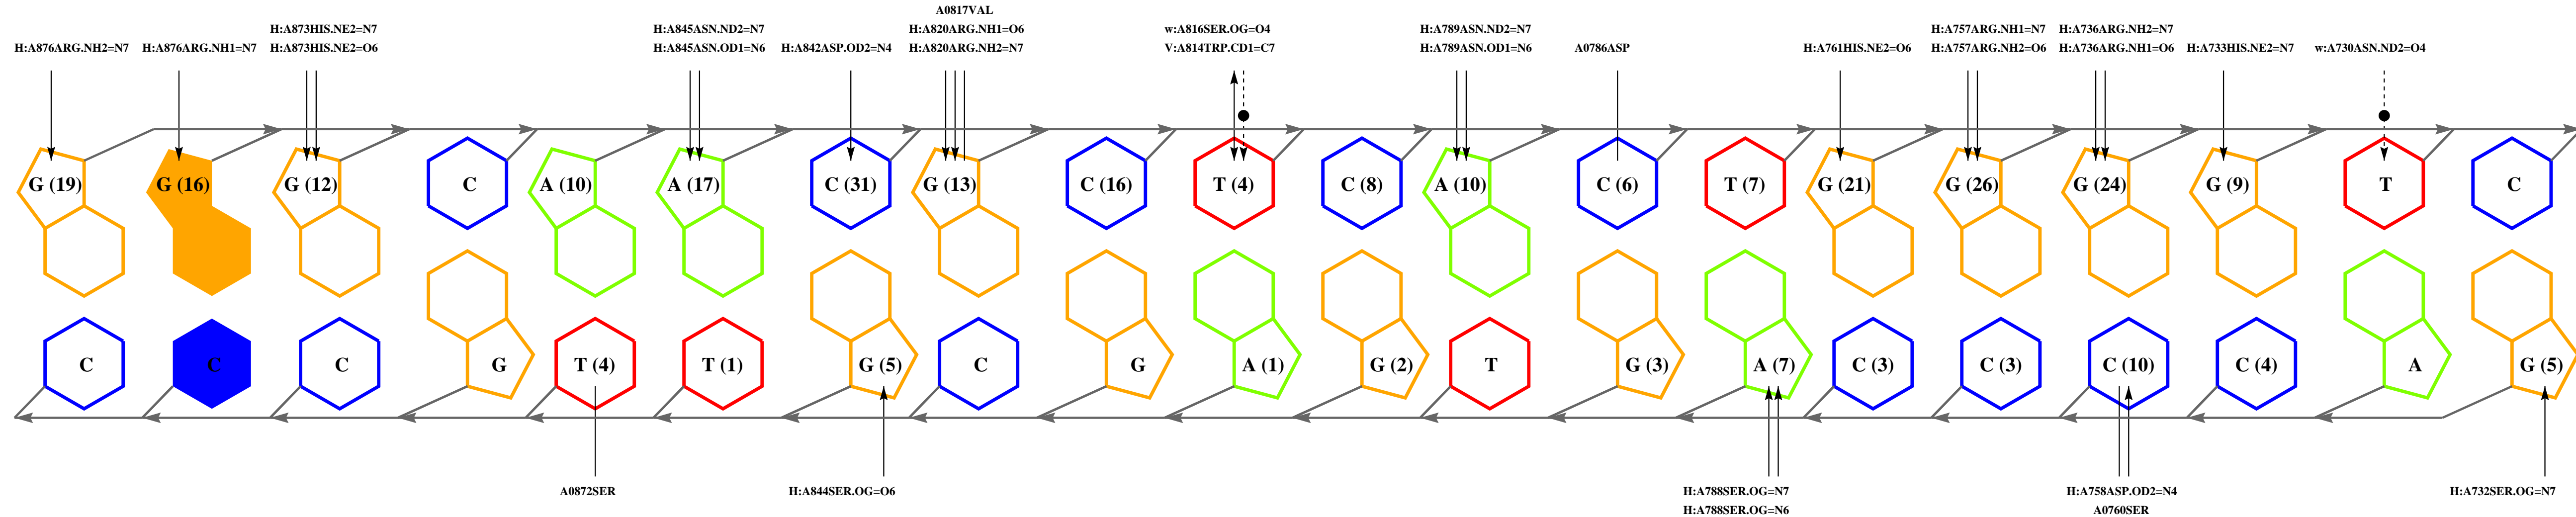 A0817VAL
H:A873HIS.NE2=N7 H:A845ASN.ND2=N7 H:A820ARG.NH1=O6 w:A816SER.OG=O4 H:A789ASN.ND2=N7 H:A757ARG.NH1=N7 H:A736ARG.NH2=N7
H:A876ARG.NH2=N7 H:A876ARG.NH1=N7 H:A873HIS.NE2=O6 H:A845ASN.OD1=N6 H:A842ASP.OD2=N4 H:A820ARG.NH2=N7 V:A814TRP.CD1=C7 H:A789ASN.OD1=N6 A0786ASP H:A761HIS.NE2=O6 H:A757ARG.NH2=O6 H:A736ARG.NH1=O6 H:A733HIS.NE2=N7 w:A730ASN.ND2=O4
G (19) G (16) G (12) C A (10) A (17) C (31) G (13) C (16) T (4) C (8) A (10) C (6) T (7) G (21) G (26) G (24) G (9) T C
C C C G T (4) T (1) G (5) C G A (1) G (2) T G (3) A (7) C (3) C (3) C (10) C (4) A G (5)
A0872SER H:A844SER.OG=O6 H:A788SER.OG=N7 H:A758ASP.OD2=N4 H:A732SER.OG=N7
H:A788SER.OG=N6 A0760SER